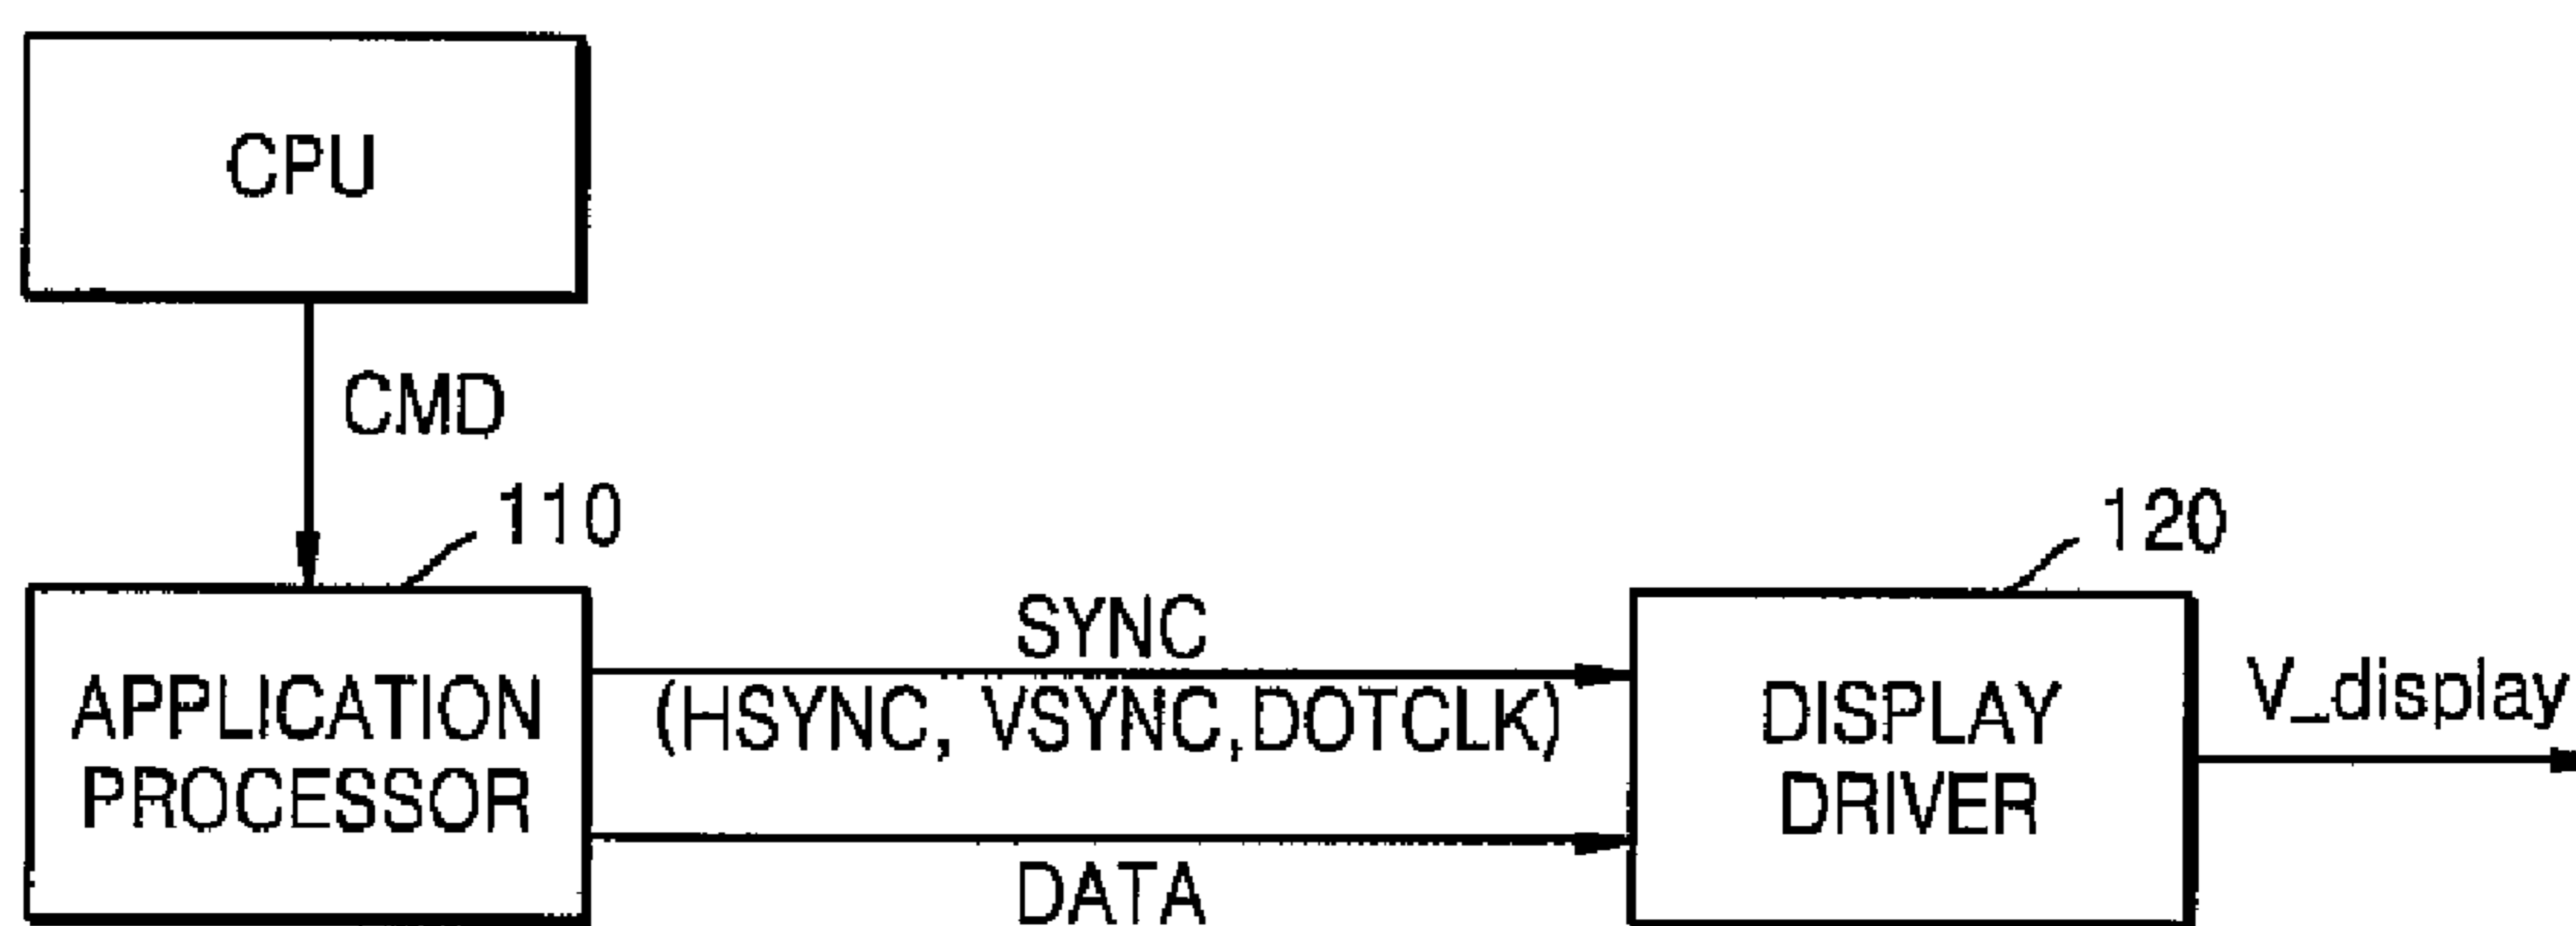 CPU
CMD
110
120
APPLICATION
PROCESSOR
SYNC
(HSYNC, VSYNC,DOTCLK)
DATA
DISPLAY
DRIVER
V_display